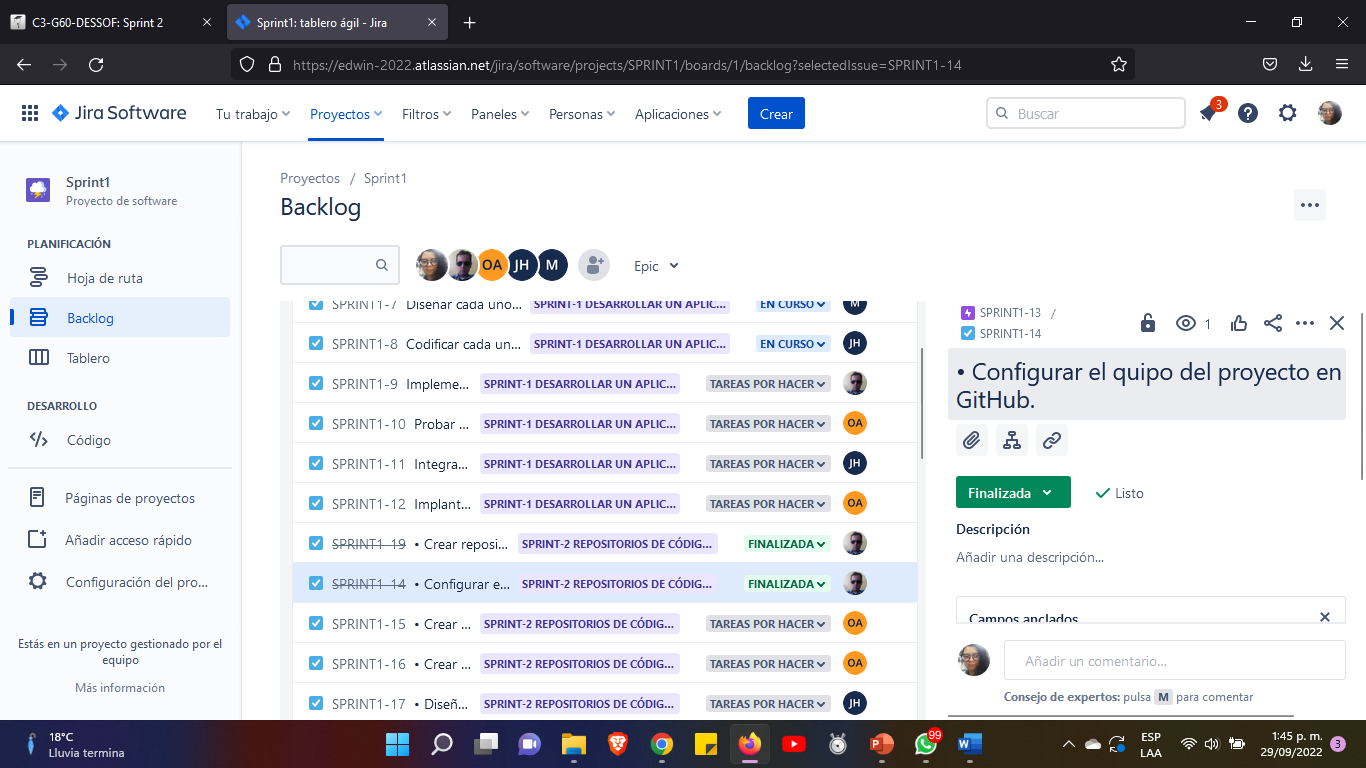 C3-G60-DESSOF: Sprint 2
Sprint1: tablero ágil - Jira
https://edwin-2022.atlassian.net/jira/software/projects/SPRINT1/boards/1/backlog?selectedIssue=SPRINT1-14
Jira Software
Tu trabajo
Proyectos
Filtros
Paneles
Personas
Aplicaciones
Crear
Buscar
3
Sprint1
Proyecto de software
PLANIFICACIÓN
Hoja de ruta
Backlog
Tablero
DESARROLLO
Código
Páginas de proyectos
Añadir acceso rápido
Configuración del pro...
Estás en un proyecto gestionado por el
equipo
Más información
Proyectos / Sprint1
Backlog
OA JH M
Epic
SPRINT1-7 Diseñar cada uno... SPRINT-1 DESARROLLAR UN APLIC... EN CURSO M
SPRINT1-8 Codificar cada un... SPRINT-1 DESARROLLAR UN APLIC... EN CURSO JH
SPRINT1-9 Impleme... SPRINT-1 DESARROLLAR UN APLIC... TAREAS POR HACER
SPRINT1-10 Probar ... SPRINT-1 DESARROLLAR UN APLIC... TAREAS POR HACER OA
SPRINT1-11 Integra... SPRINT-1 DESARROLLAR UN APLIC... TAREAS POR HACER JH
SPRINT1-12 Implant... SPRINT-1 DESARROLLAR UN APLIC... TAREAS POR HACER OA
SPRINT1-19 • Crear reposi... SPRINT-2 REPOSITORIOS DE CÓDIG... FINALIZADA
SPRINT1-14 • Configurar e... SPRINT-2 REPOSITORIOS DE CÓDIG... FINALIZADA
SPRINT1-15 • Crear ... SPRINT-2 REPOSITORIOS DE CÓDIG... TAREAS POR HACER OA
SPRINT1-16 • Crear ... SPRINT-2 REPOSITORIOS DE CÓDIG... TAREAS POR HACER OA
SPRINT1-17 • Diseñ... SPRINT-2 REPOSITORIOS DE CÓDIG... TAREAS POR HACER JH
SPRINT1-13 /
SPRINT1-14
1
• Configurar el quipo del proyecto en
GitHub.
Finalizada
Listo
Descripción
Añadir una descripción...
Campos anclados
Añadir un comentario...
Consejo de expertos: pulsa M para comentar
18°C
Lluvia termina
99
ESP
LAA
1:45 p. m.
29/09/2022
3